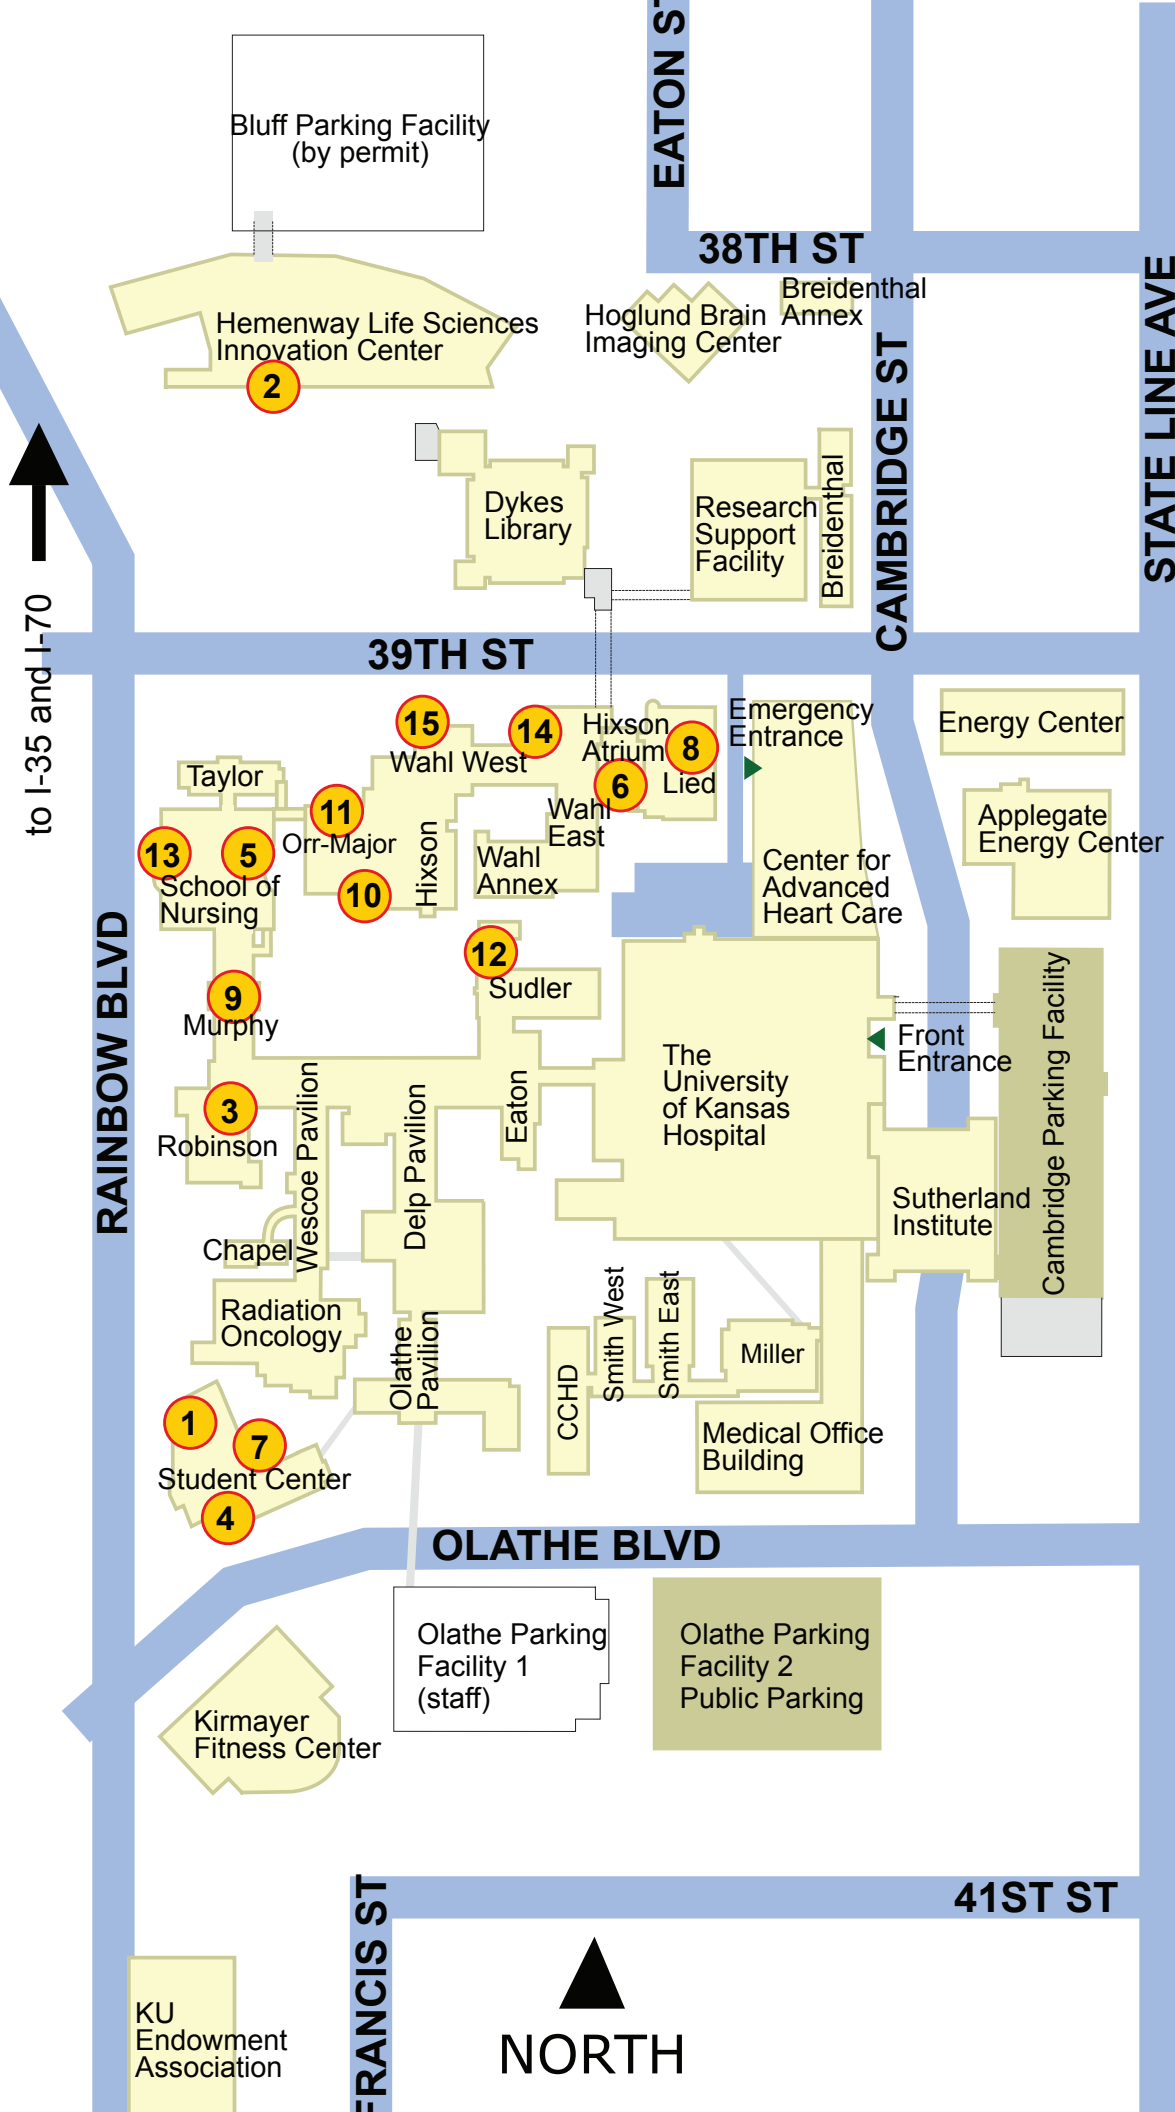 EATON ST
Bluff Parking Facility
(by permit)
38TH ST
Breidenthal
Annex
Hoglund Brain
Imaging Center
Hemenway Life Sciences
Innovation Center
2
STATE LINE AVE
CAMBRIDGE ST
Dykes
Library
Research
Support
Facility
Breidenthal
to I-35 and I-70
39TH ST
15
14
Hixson
Atrium
8
Lied
6
Emergency
Entrance
Energy Center
Wahl West
Taylor
11
Orr-Major
13
5
School of
Nursing
10
Hixson
Wahl
East
Wahl
Annex
Center for
Advanced
Heart Care
Applegate
Energy Center
RAINBOW BLVD
12
Sudler
9
Murphy
Front
Entrance
Cambridge Parking Facility
The
University
of Kansas
Hospital
3
Robinson
Wescoe Pavilion
Delp Pavilion
Eaton
Sutherland
Institute
Chapel
Radiation
Oncology
Olathe
Pavilion
CCHD
Smith West
Smith East
Miller
Medical Office
Building
1
7
Student Center
4
OLATHE BLVD
Olathe Parking
Facility 1
(staff)
Olathe Parking
Facility 2
Public Parking
Kirmayer
Fitness Center
41ST ST
FRANCIS ST
NORTH
KU
Endowment
Association